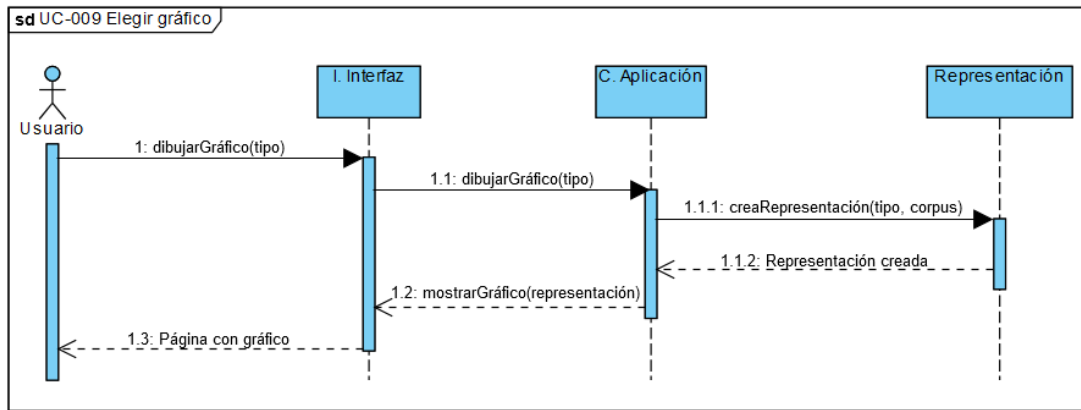 sd UC-009 Elegir gráfico
I. Interfaz
C. Aplicación
Representación
Usuario
1: dibujarGráfico(tipo)
1.1: dibujarGráfico(tipo)
1.1.1: creaRepresentación(tipo, corpus)
1.1.2: Representación creada
1.2: mostrarGráfico(representación)
1.3: Página con gráfico